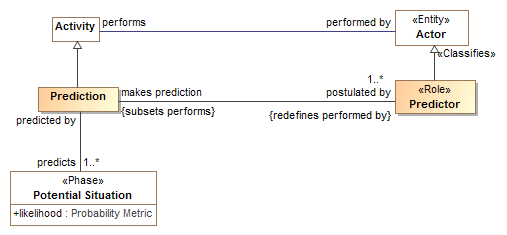 Activity
performs
performed by
«Entity»
Actor
«Classifies»
Prediction
makes prediction
{subsets performs}
1..*
postulated by
{redefines performed by}
«Role»
Predictor
predicted by
predicts
1..*
«Phase»
Potential Situation
+likelihood : Probability Metric